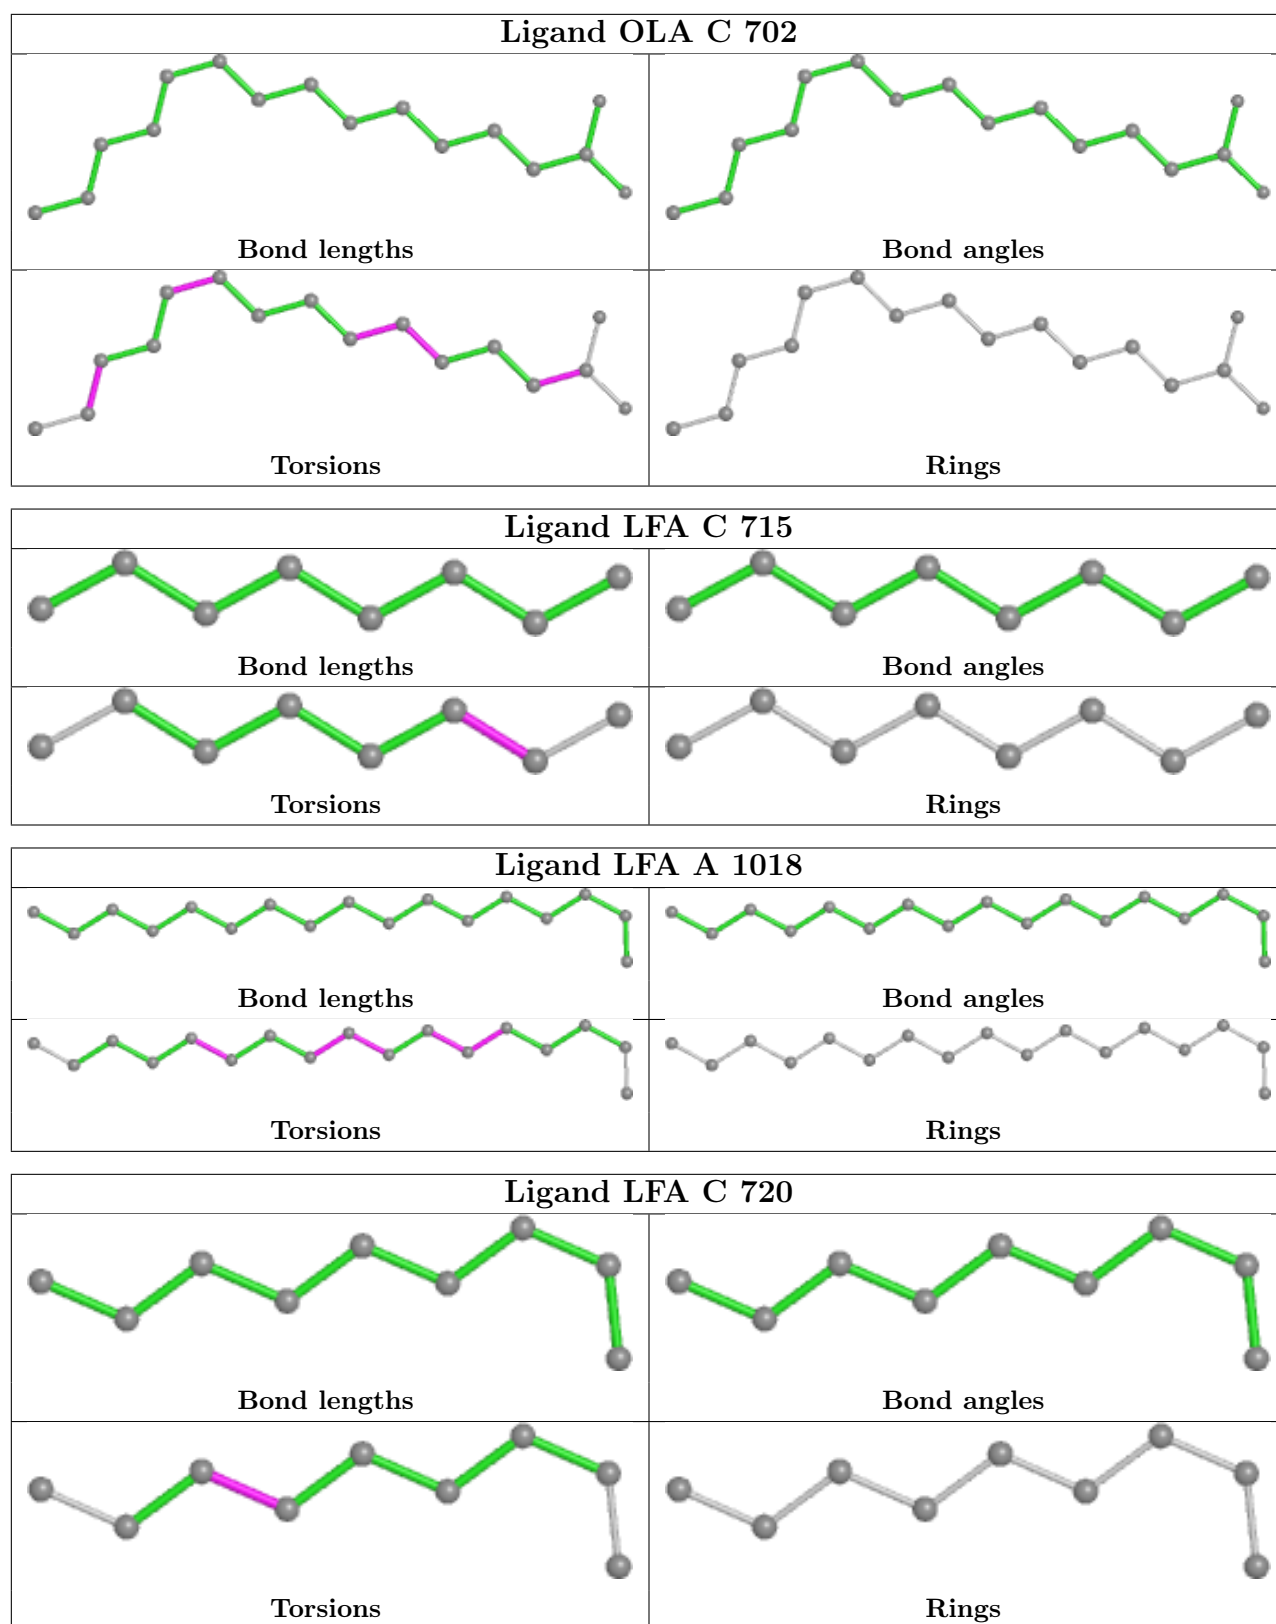 Ligand OLA C 702
Bond lengths
Bond angles
Torsions
Rings
Ligand LFA C 715
Bond lengths
Bond angles
Torsions
Rings
Ligand LFA A 1018
Bond lengths
Bond angles
Torsions
Rings
Ligand LFA C 720
Bond lengths
Bond angles
Torsions
Rings